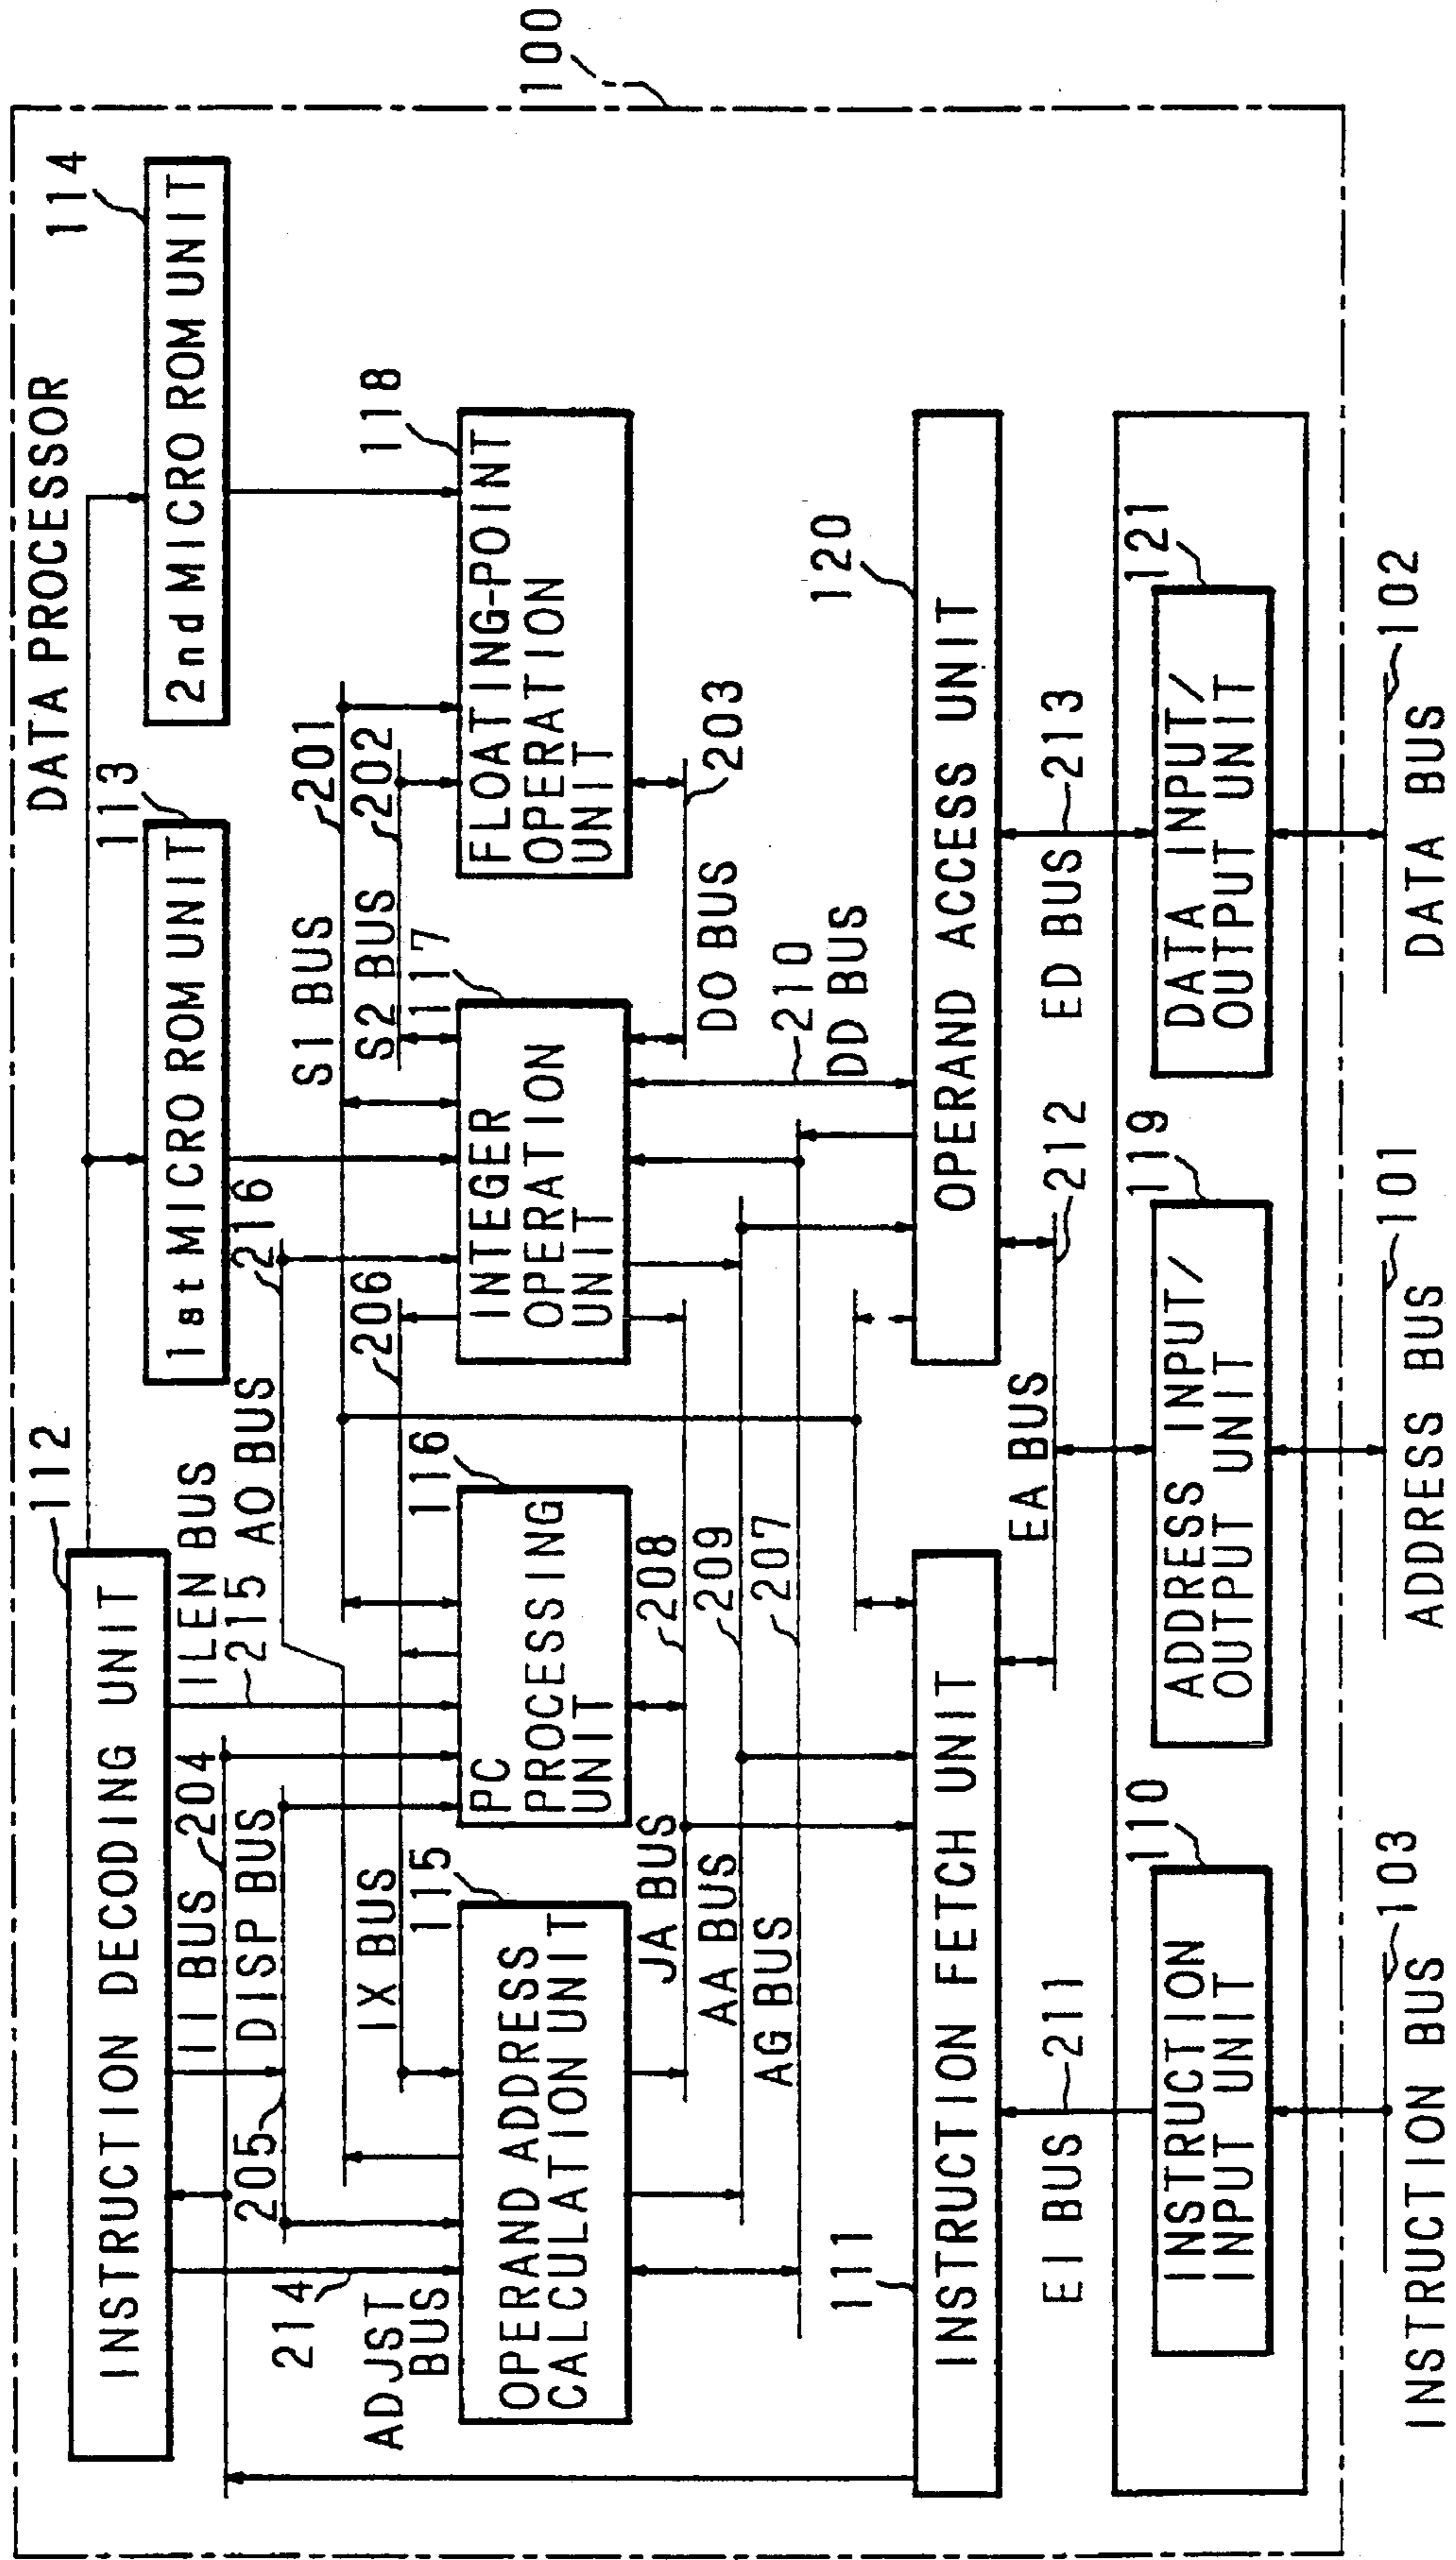 DATA PROCESSOR
100
112
113
114
INSTRUCTION DECODING UNIT
1st MICRO ROM UNIT
2nd MICRO ROM UNIT
II BUS
204
ILEN BUS
215
AO BUS
216
205
DISP BUS
214
ADJST
BUS
IX BUS
206
S1 BUS
201
S2 BUS
202
115
116
117
118
OPERAND ADDRESS
CALCULATION UNIT
PC
PROCESSING
UNIT
INTEGER
OPERATION
UNIT
FLOATING-POINT
OPERATION
UNIT
JA BUS
208
AA BUS
209
AG BUS
207
DO BUS
203
210
DD BUS
111
120
INSTRUCTION FETCH UNIT
OPERAND ACCESS UNIT
EI BUS
211
EA BUS
212
ED BUS
213
110
119
121
INSTRUCTION
INPUT UNIT
ADDRESS INPUT/
OUTPUT UNIT
DATA INPUT/
OUTPUT UNIT
103
101
102
INSTRUCTION BUS
ADDRESS BUS
DATA BUS